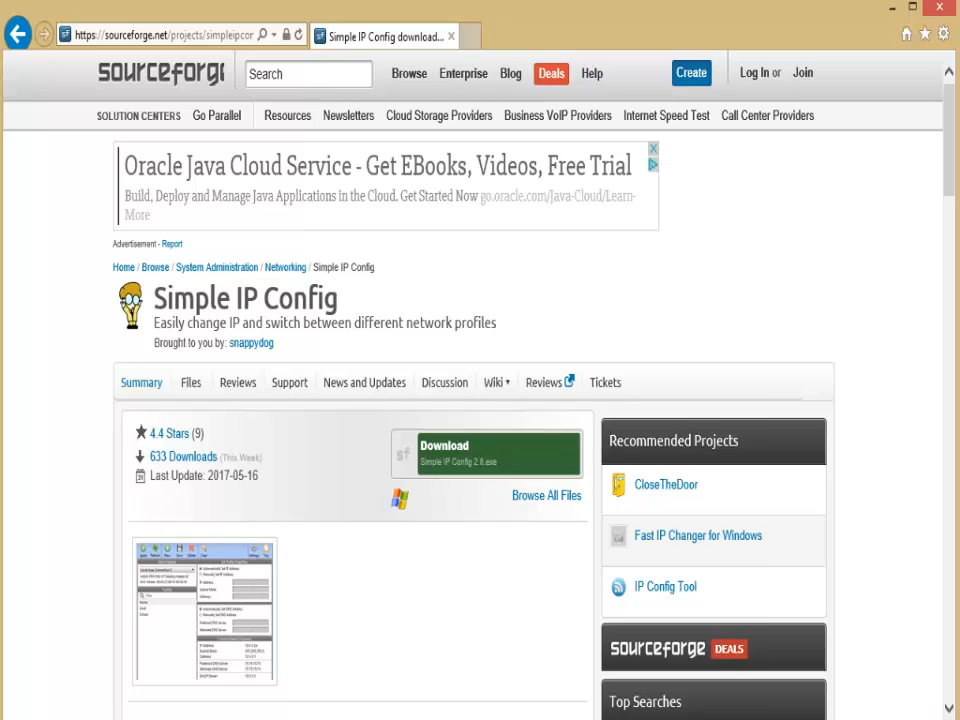 https://sourceforge.net/projects/simpleipcor
Simple IP Config download...
sourceforge
Search
Browse
Enterprise
Blog
Deals
Help
Create
Log In or
Join
SOLUTION CENTERS
Go Parallel
Resources
Newsletters
Cloud Storage Providers
Business VoIP Providers
Internet Speed Test
Call Center Providers
Oracle Java Cloud Service - Get EBooks, Videos, Free Trial
Build, Deploy and Manage Java Applications in the Cloud. Get Started Now go.oracle.com/Java-Cloud/Learn-
More
Advertisement - Report
Home / Browse / System Administration / Networking / Simple IP Config
Simple IP Config
Easily change IP and switch between different network profiles
Brought to you by: snappydog
Summary
Files
Reviews
Support
News and Updates
Discussion
Wiki
Reviews
Tickets
4.4 Stars (9)
633 Downloads (This Week)
Last Update: 2017-05-16
sf
Download
Simple IP Config 2.8.exe
Browse All Files
Recommended Projects
CloseTheDoor
Fast IP Changer for Windows
IP Config Tool
sourceforge DEALS
Top Searches